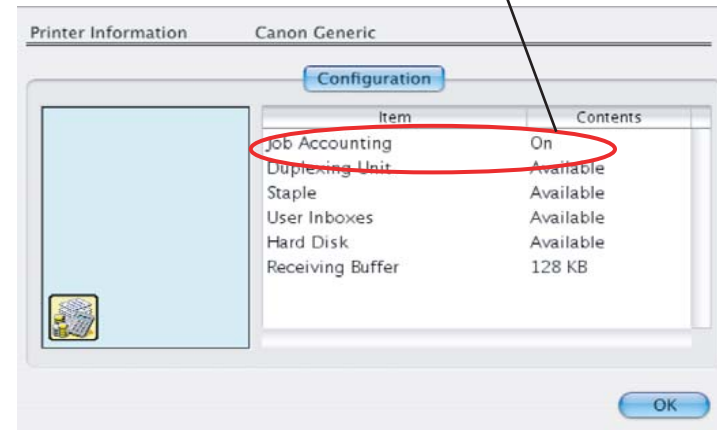 Printer Information Canon Generic
Configuration
Item Contents
Job Accounting On
Duplexing Unit Available
Staple Available
User Inboxes Available
Hard Disk Available
Receiving Buffer 128 KB
OK